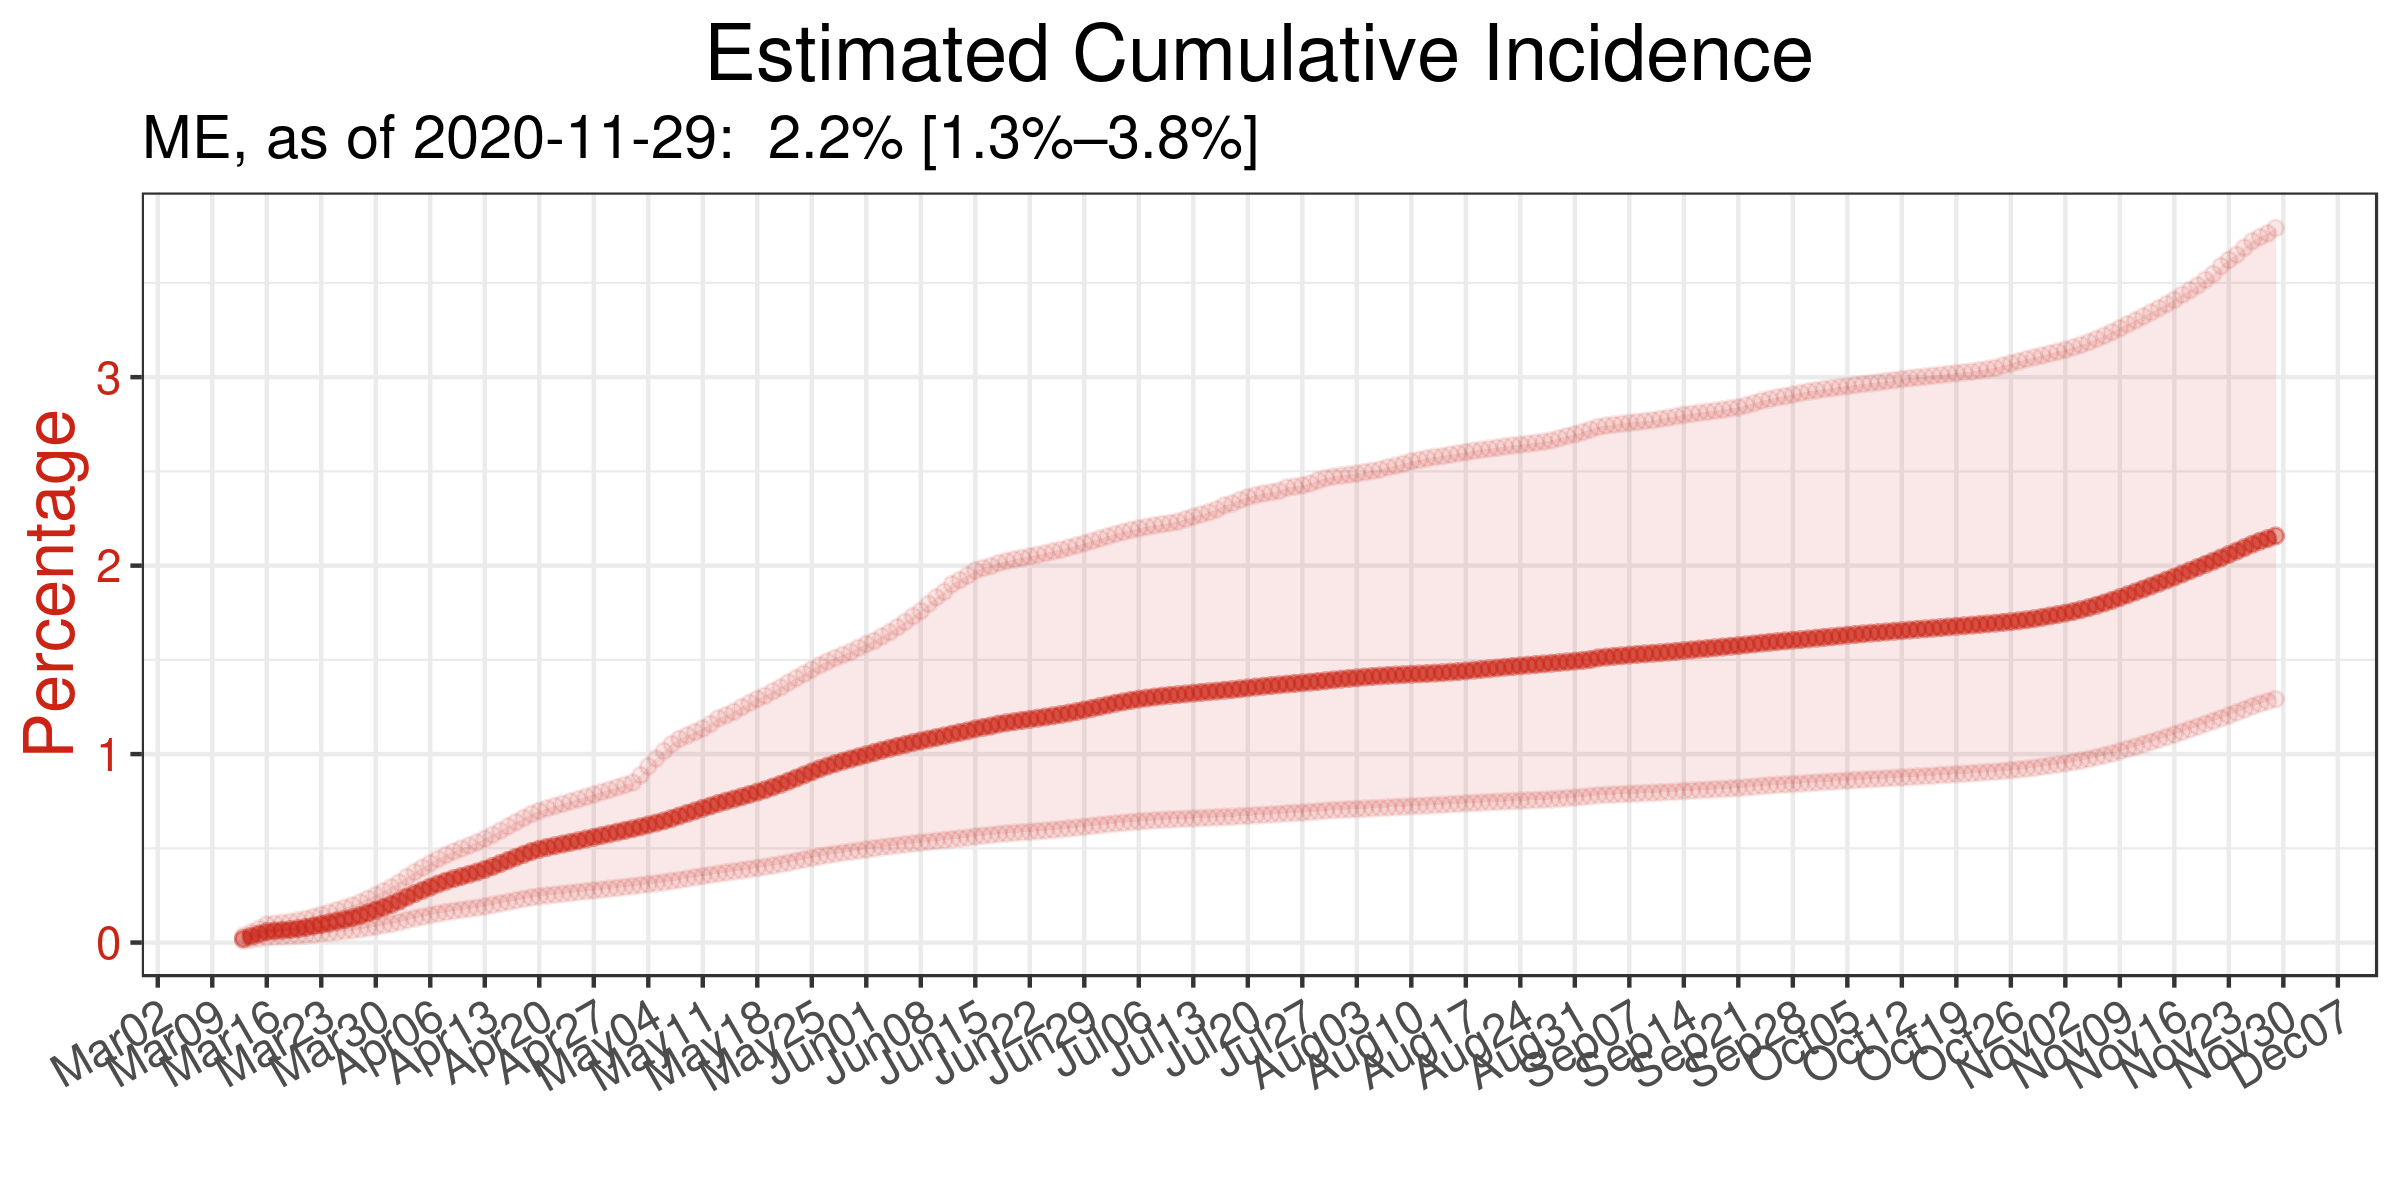 Estimated Cumulative Incidence
ME, as of 2020-11-29:  2.2% [1.3%–3.8%]
Percentage
3
2
1
0
Mar02
Mar09
Mar16
Mar23
Mar30
Apr06
Apr13
Apr20
Apr27
May04
May11
May18
May25
Jun01
Jun08
Jun15
Jun22
Jun29
Jul06
Jul13
Jul20
Jul27
Aug03
Aug10
Aug17
Aug24
Aug31
Sep07
Sep14
Sep21
Sep28
Oct05
Oct12
Oct19
Oct26
Nov02
Nov09
Nov16
Nov23
Nov30
Dec07